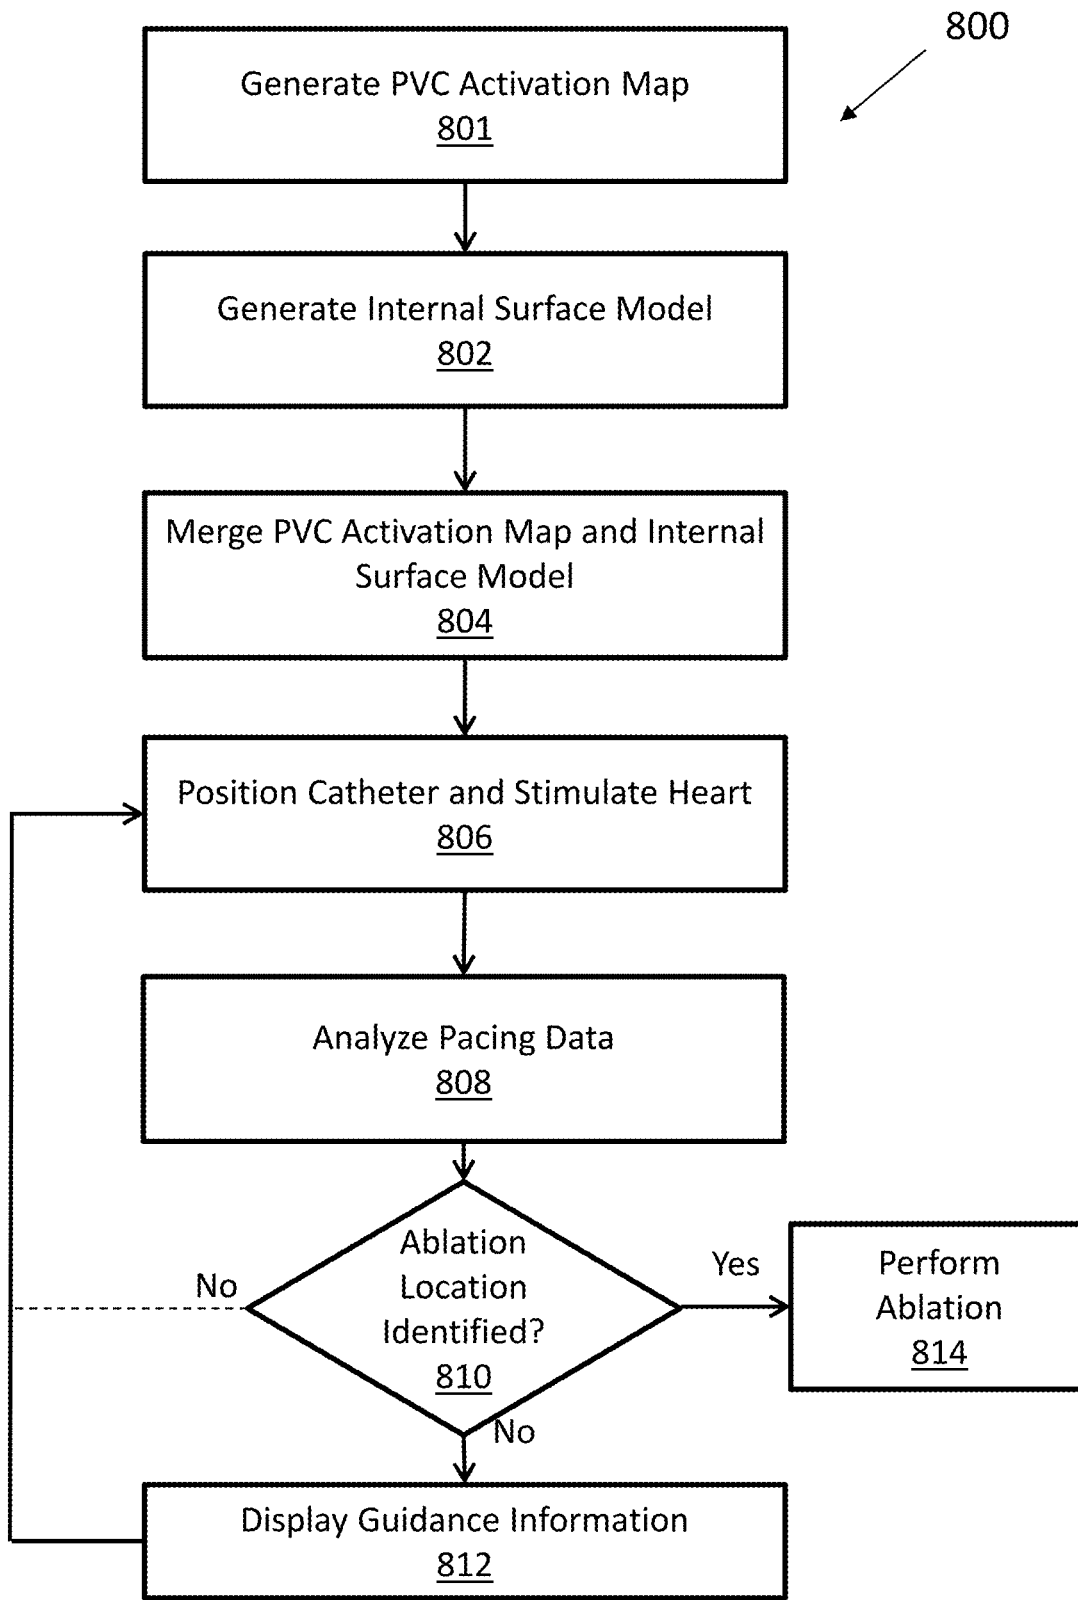 800
Generate PVC Activation Map
801
Generate Internal Surface Model
802
Merge PVC Activation Map and Internal
Surface Model
804
Position Catheter and Stimulate Heart
806
Analyze Pacing Data
808
Ablation
Location
Identified?
810
No
Yes
Perform
Ablation
814
No
Display Guidance Information
812